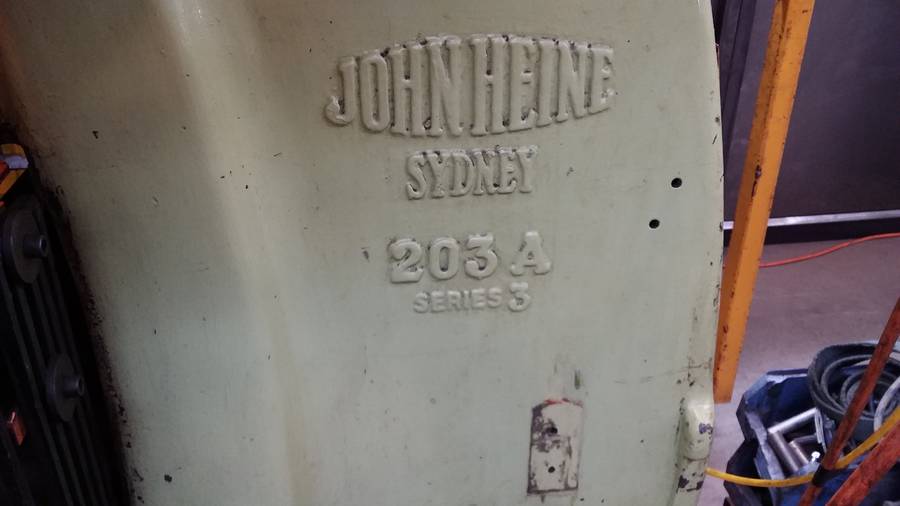 JOHN HEINE
SYDNEY
203 A
SERIES 3